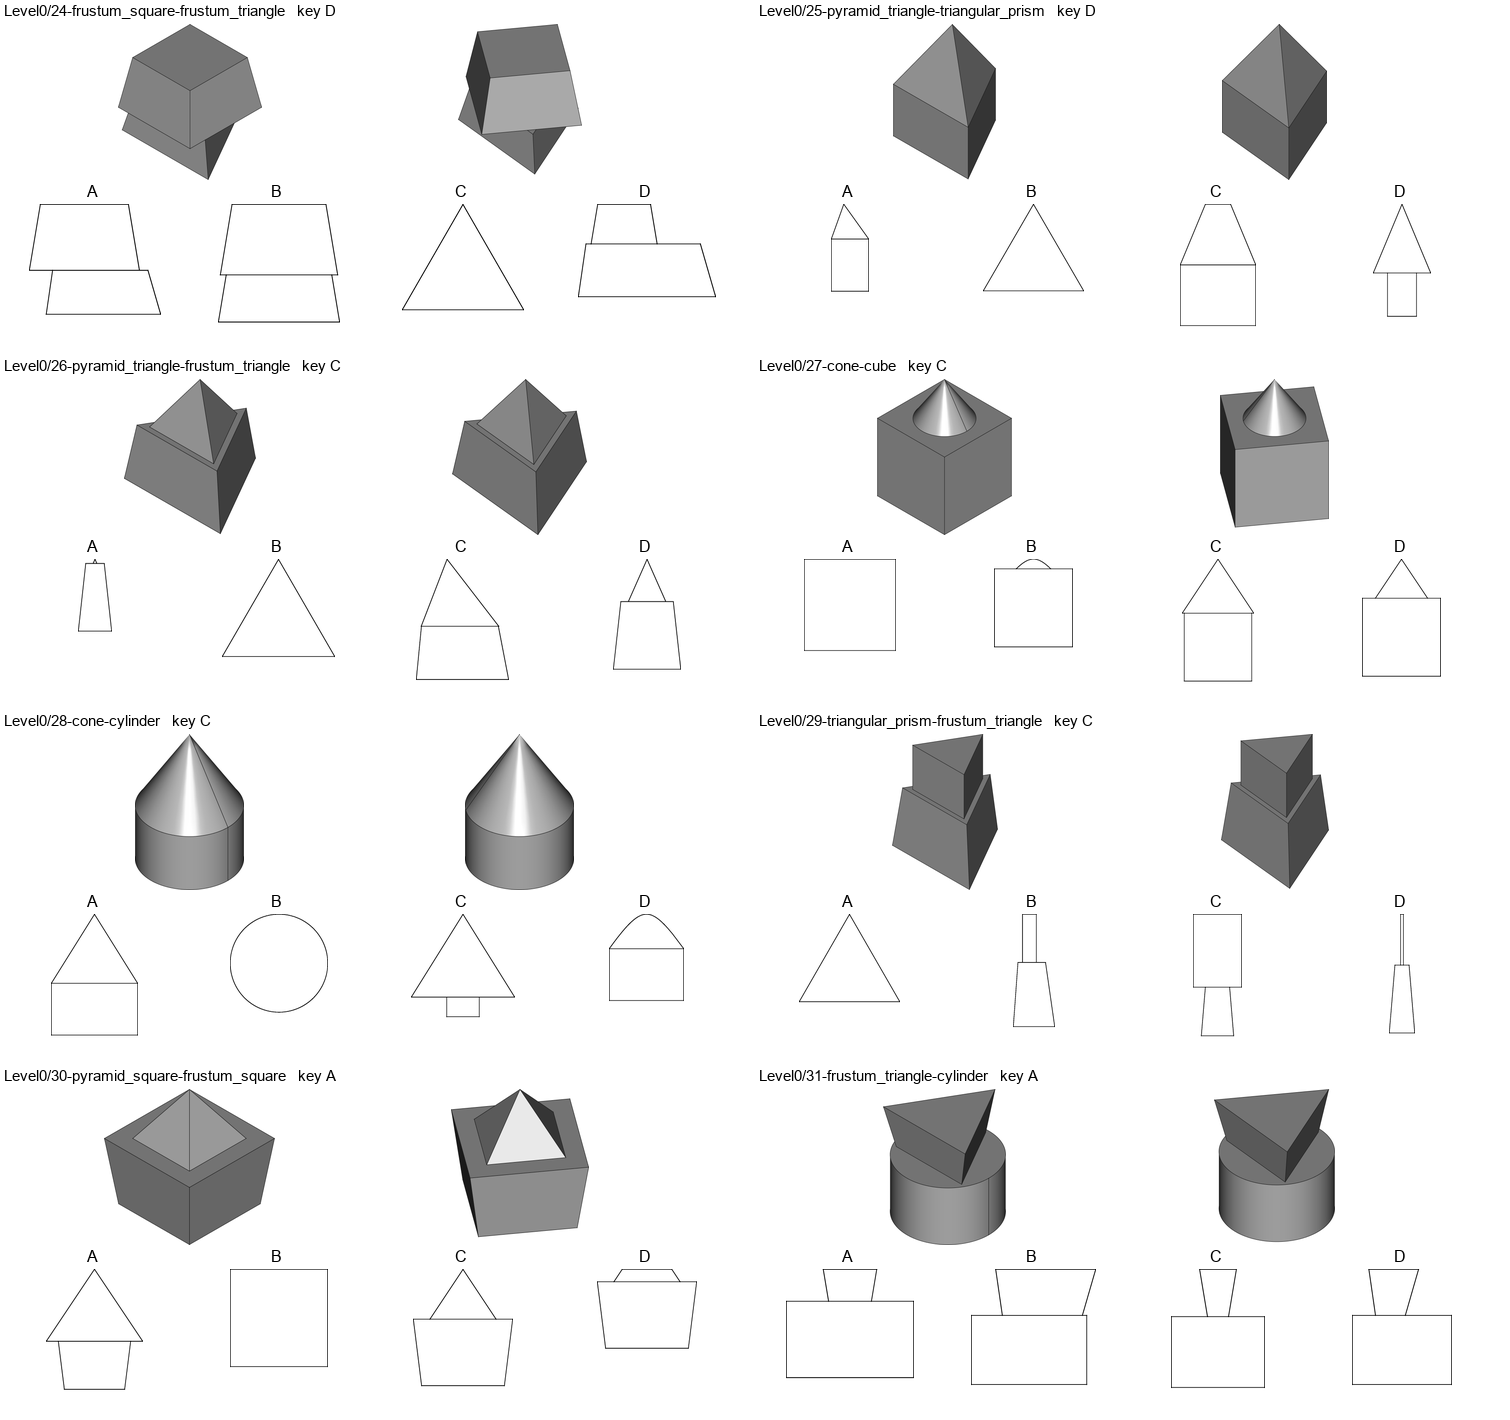 Level0/24-frustum_square-frustum_triangle key D
Level0/25-pyramid_triangle-triangular_prism key D
A B C D
A B C D
Level0/26-pyramid_triangle-frustum_triangle key C
Level0/27-cone-cube key C
A B C D
A B C D
Level0/28-cone-cylinder key C
Level0/29-triangular_prism-frustum_triangle key C
A B C D
A B C D
Level0/30-pyramid_square-frustum_square key A
Level0/31-frustum_triangle-cylinder key A
A B C D
A B C D